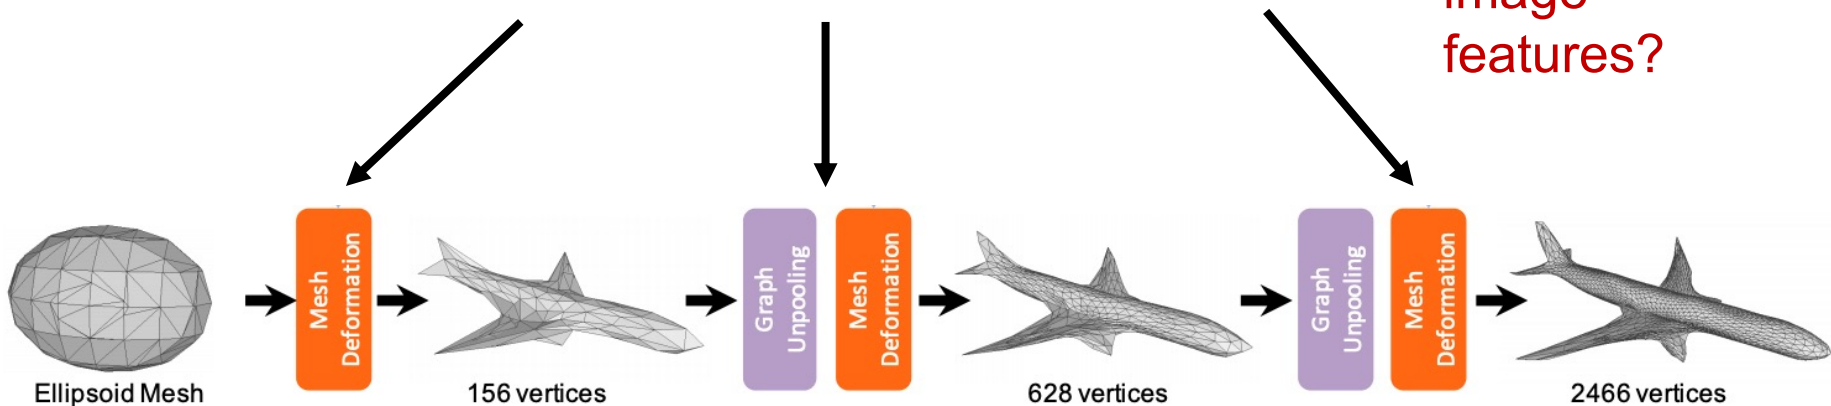 features?
Mesh
Deformation
Graph
Unpooling
Mesh
Deformation
Graph
Unpooling
Mesh
Deformation
Ellipsoid Mesh
156 vertices
628 vertices
2466 vertices